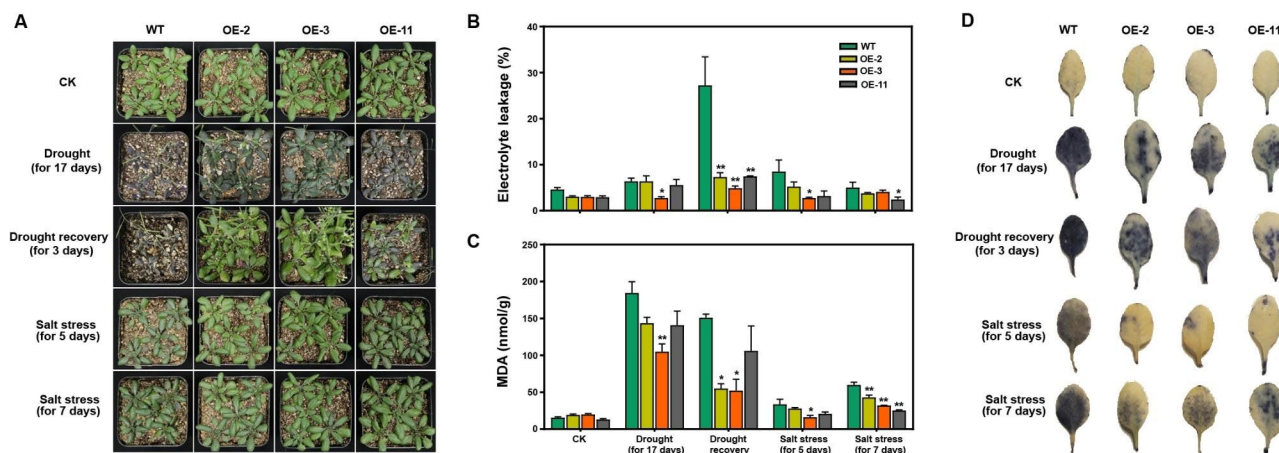 A
WT OE-2 OE-3 OE-11
CK
Drought
(for 17 days)
Drought recovery
(for 3 days)
Salt stress
(for 5 days)
Salt stress
(for 7 days)
B
Electrolyte leakage (%)
40
30
20
10
0
WT
OE-2
OE-3
OE-11
* ** ** ** * *
C
MDA (nmol/g)
250
200
150
100
50
0
** * * * ** ** **
CK Drought Drought Salt stress Salt stress
(for 17 days) recovery (for 5 days) (for 7 days)
D
WT OE-2 OE-3 OE-11
CK
Drought
(for 17 days)
Drought recovery
(for 3 days)
Salt stress
(for 5 days)
Salt stress
(for 7 days)